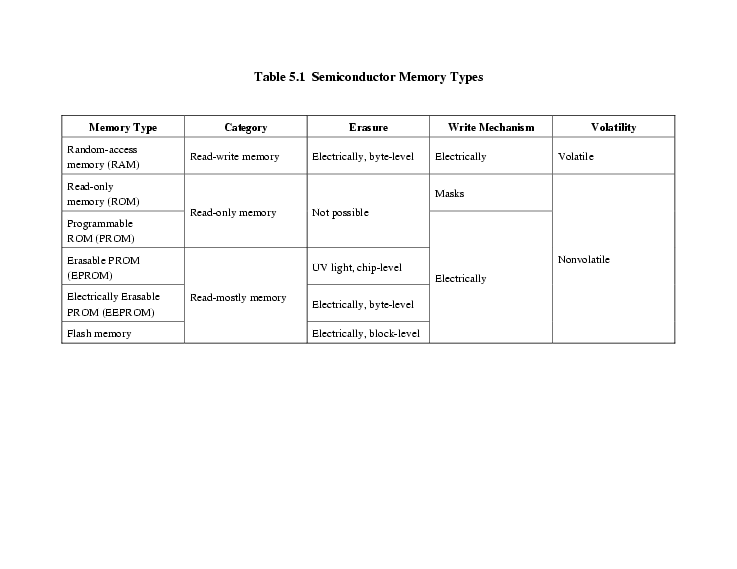 Table 5.1 Semiconductor Memory Types
Memory Type Category Erasure Write Mechanism Volatility
Random-access
memory (RAM)
Read-write memory
Electrically, byte-level
Electrically
Volatile
Read-only
memory (ROM)
Read-only memory
Not possible
Masks
Nonvolatile
Programmable
ROM (PROM)
Electrically
Erasable PROM
(EPROM)
Read-mostly memory
UV light, chip-level
Electrically Erasable
PROM (EEPROM)
Electrically, byte-level
Flash memory
Electrically, block-level